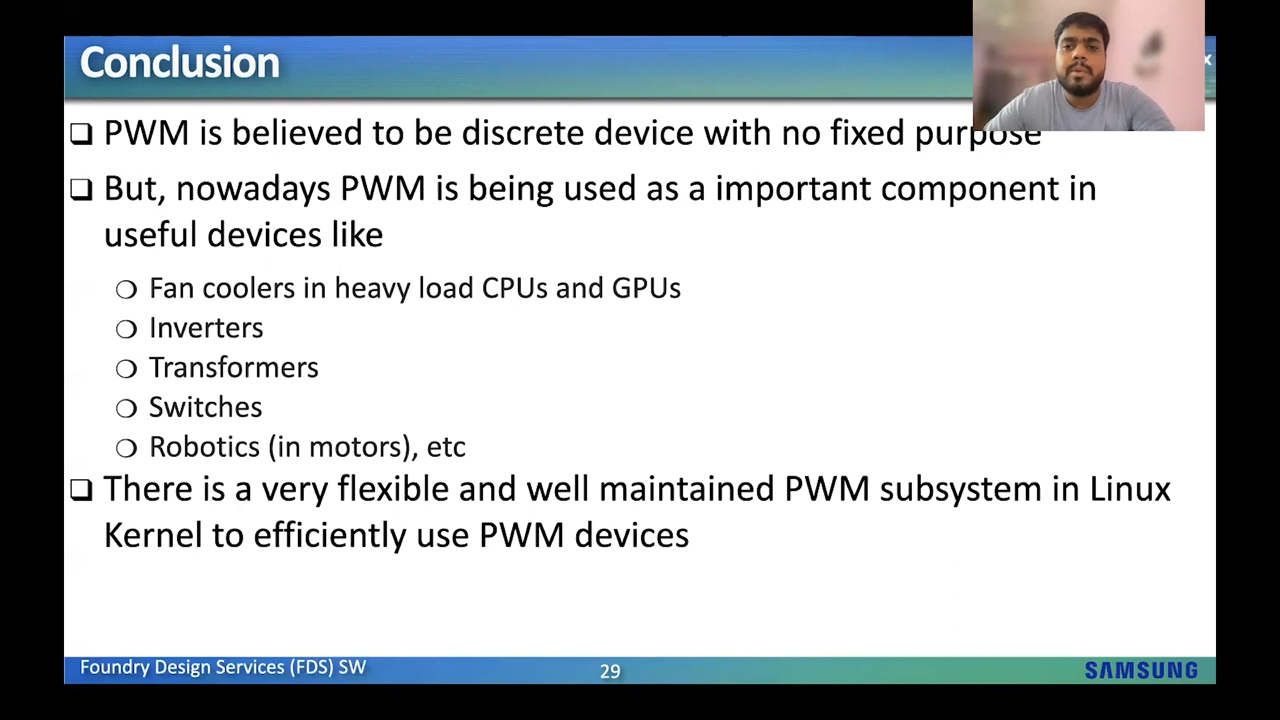 Conclusion
x
PWM is believed to be discrete device with no fixed purpose
But, nowadays PWM is being used as a important component in
useful devices like
Fan coolers in heavy load CPUs and GPUs
Inverters
Transformers
Switches
Robotics (in motors), etc
There is a very flexible and well maintained PWM subsystem in Linux
Kernel to efficiently use PWM devices
Foundry Design Services (FDS) SW
29
SAMSUNG